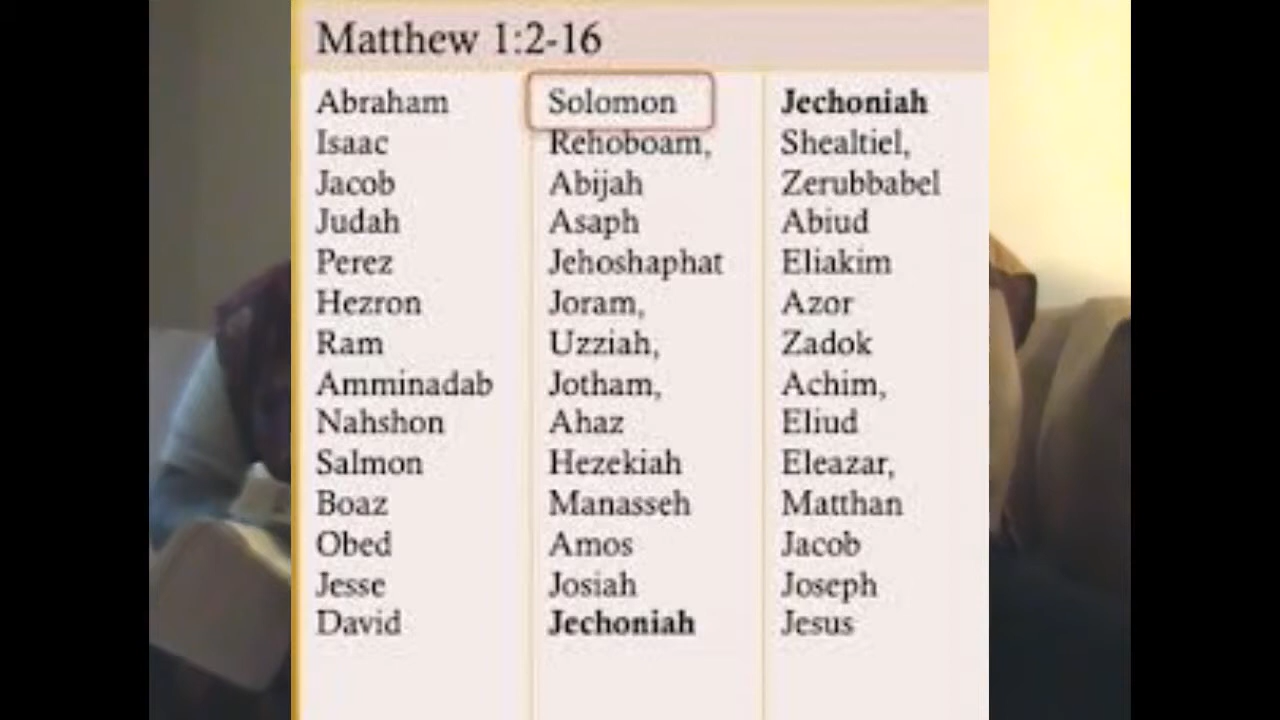 Matthew 1:2-16
Abraham
Isaac
Jacob
Judah
Perez
Hezron
Ram
Amminadab
Nahshon
Salmon
Boaz
Obed
Jesse
David
Solomon
Rehoboam,
Abijah
Asaph
Jehoshaphat
Joram,
Uzziah,
Jotham,
Ahaz
Hezekiah
Manasseh
Amos
Josiah
Jechoniah
Jechoniah
Shealtiel,
Zerubbabel
Abiud
Eliakim
Azor
Zadok
Achim,
Eliud
Eleazar,
Matthan
Jacob
Joseph
Jesus